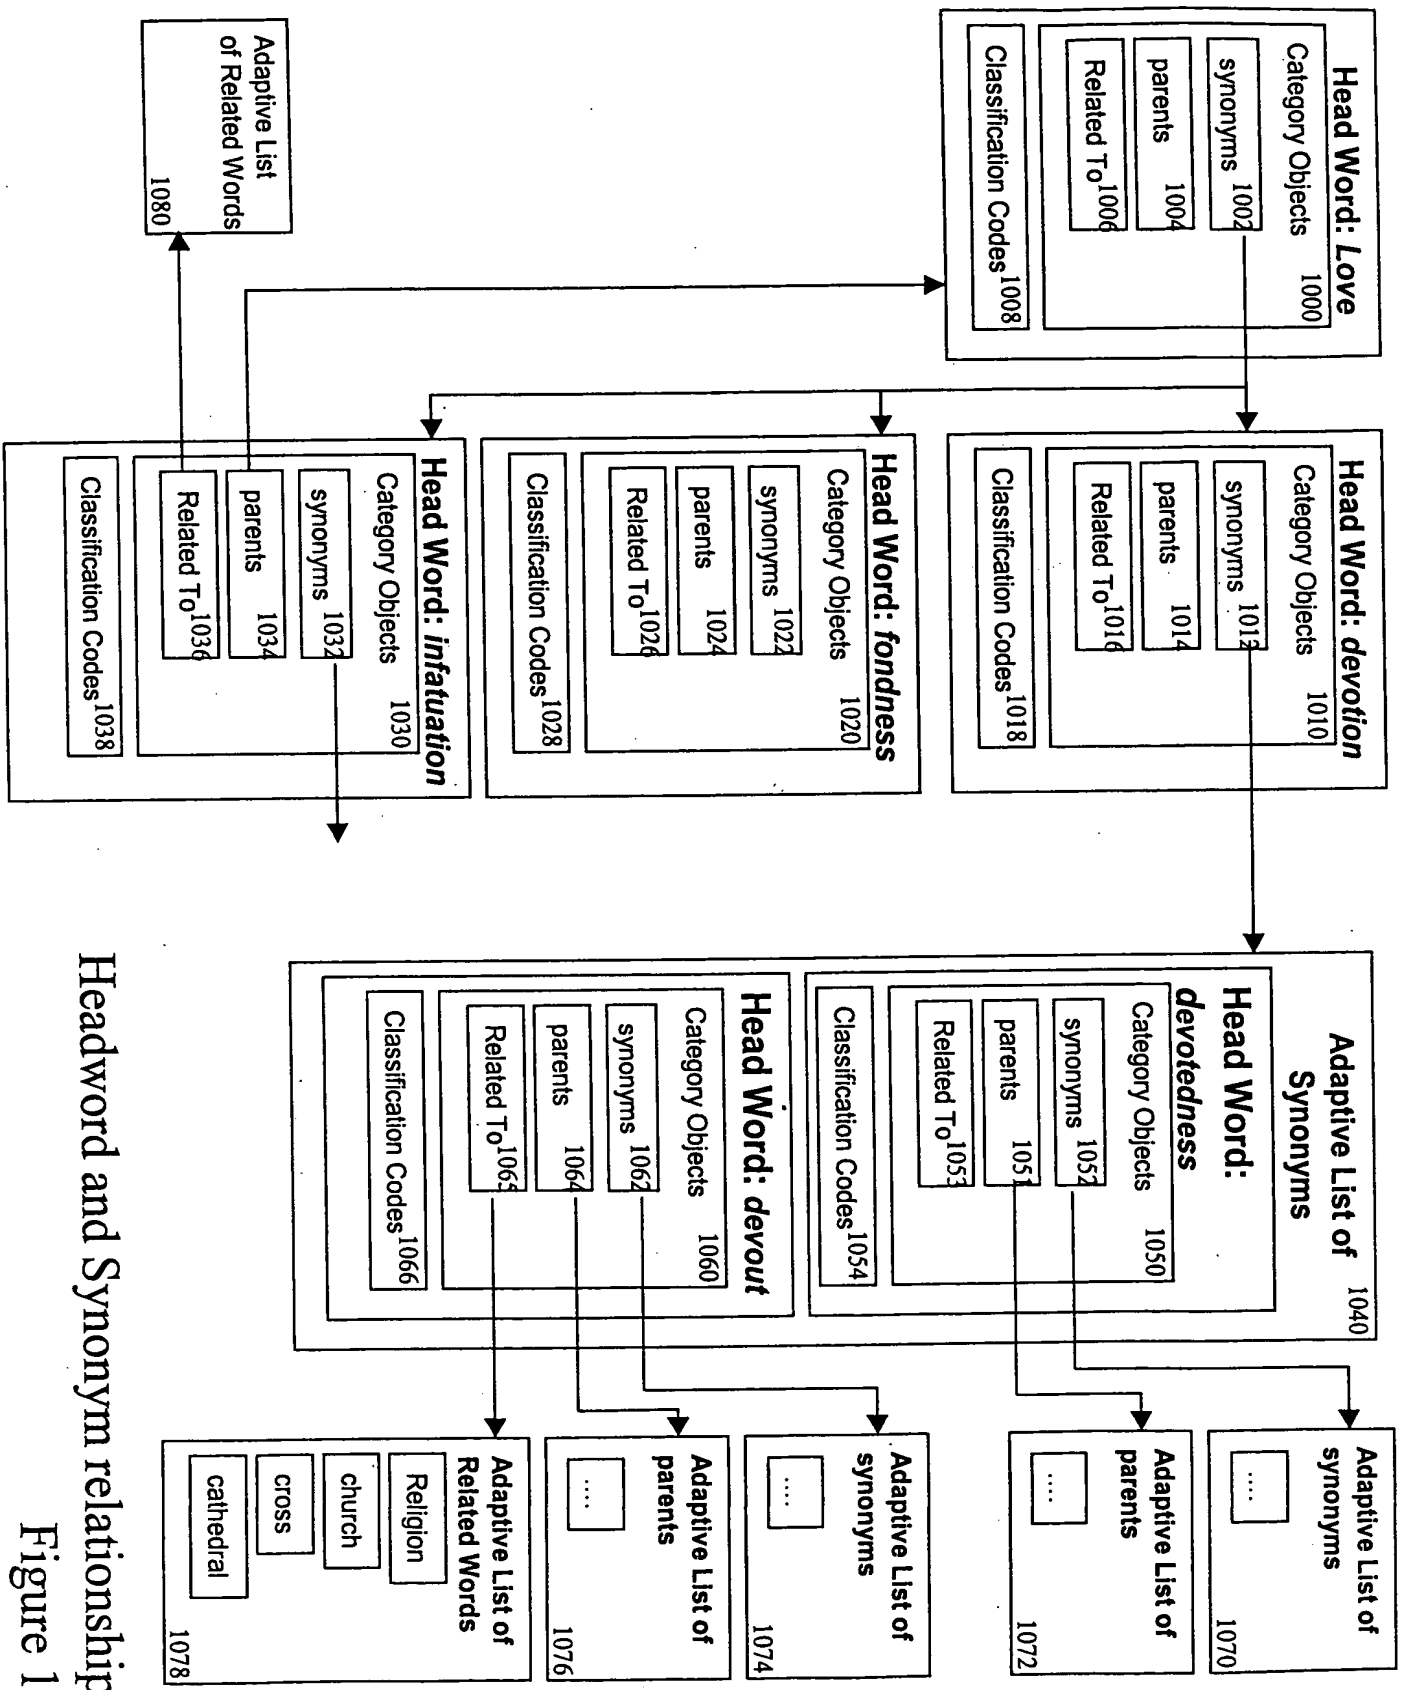 Head Word: Love
Category Objects
1000
synonyms 1002
parents 1004
Related To 1006
Classification Codes 1008
Head Word: devotion
Category Objects
1010
synonyms 1012
parents 1014
Related To 1016
Classification Codes 1018
Head Word: fondness
Category Objects
1020
synonyms 1022
parents 1024
Related To 1026
Classification Codes 1028
Head Word: infatuation
Category Objects
1030
synonyms 1032
parents 1034
Related To 1036
Classification Codes 1038
Adaptive List
of Related Words
1080
Adaptive List of
Synonyms
1040
Head Word:
devotedness
Category Objects
1050
synonyms 1052
parents 1051
Related To 1053
Classification Codes 1054
Head Word: devout
Category Objects
1060
synonyms 1062
parents 1064
Related To 1065
Classification Codes 1066
Adaptive List of
synonyms
....
1070
Adaptive List of
parents
....
1072
Adaptive List of
synonyms
....
1074
Adaptive List of
parents
....
1076
Adaptive List of
Related Words
Religion
church
cross
cathedral
1078
Headword and Synonym relationship
Figure 1